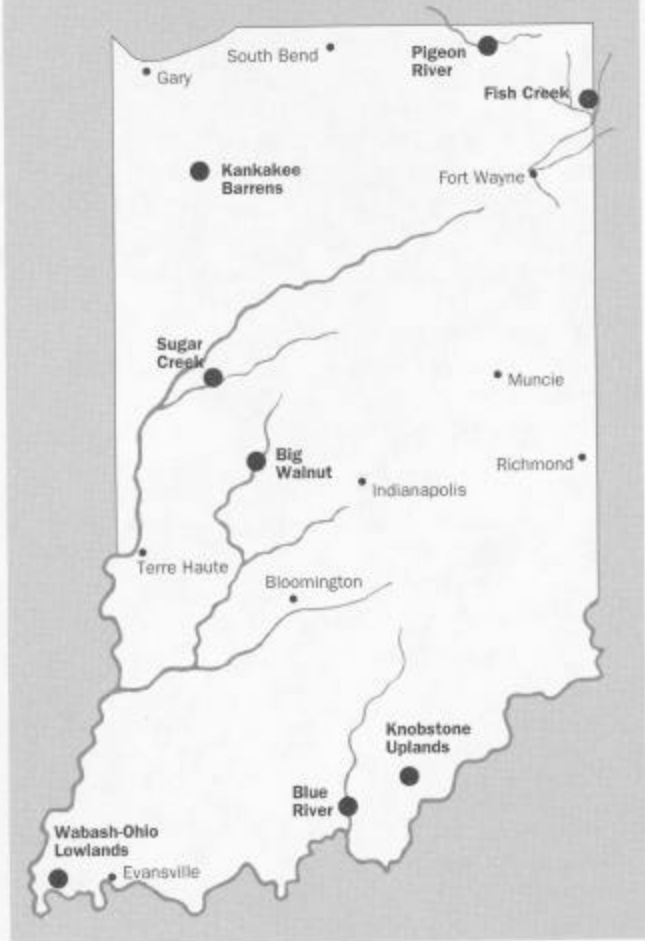 South Bend
Pigeon
River
Gary
Fish Creek
Kankakee
Barrens
Fort Wayne
Sugar
Creek
Muncie
Big
Walnut
Richmond
Indianapolis
Terre Haute
Bloomington
Knobstone
Uplands
Blue
River
Wabash-Ohio
Lowlands
Evansville